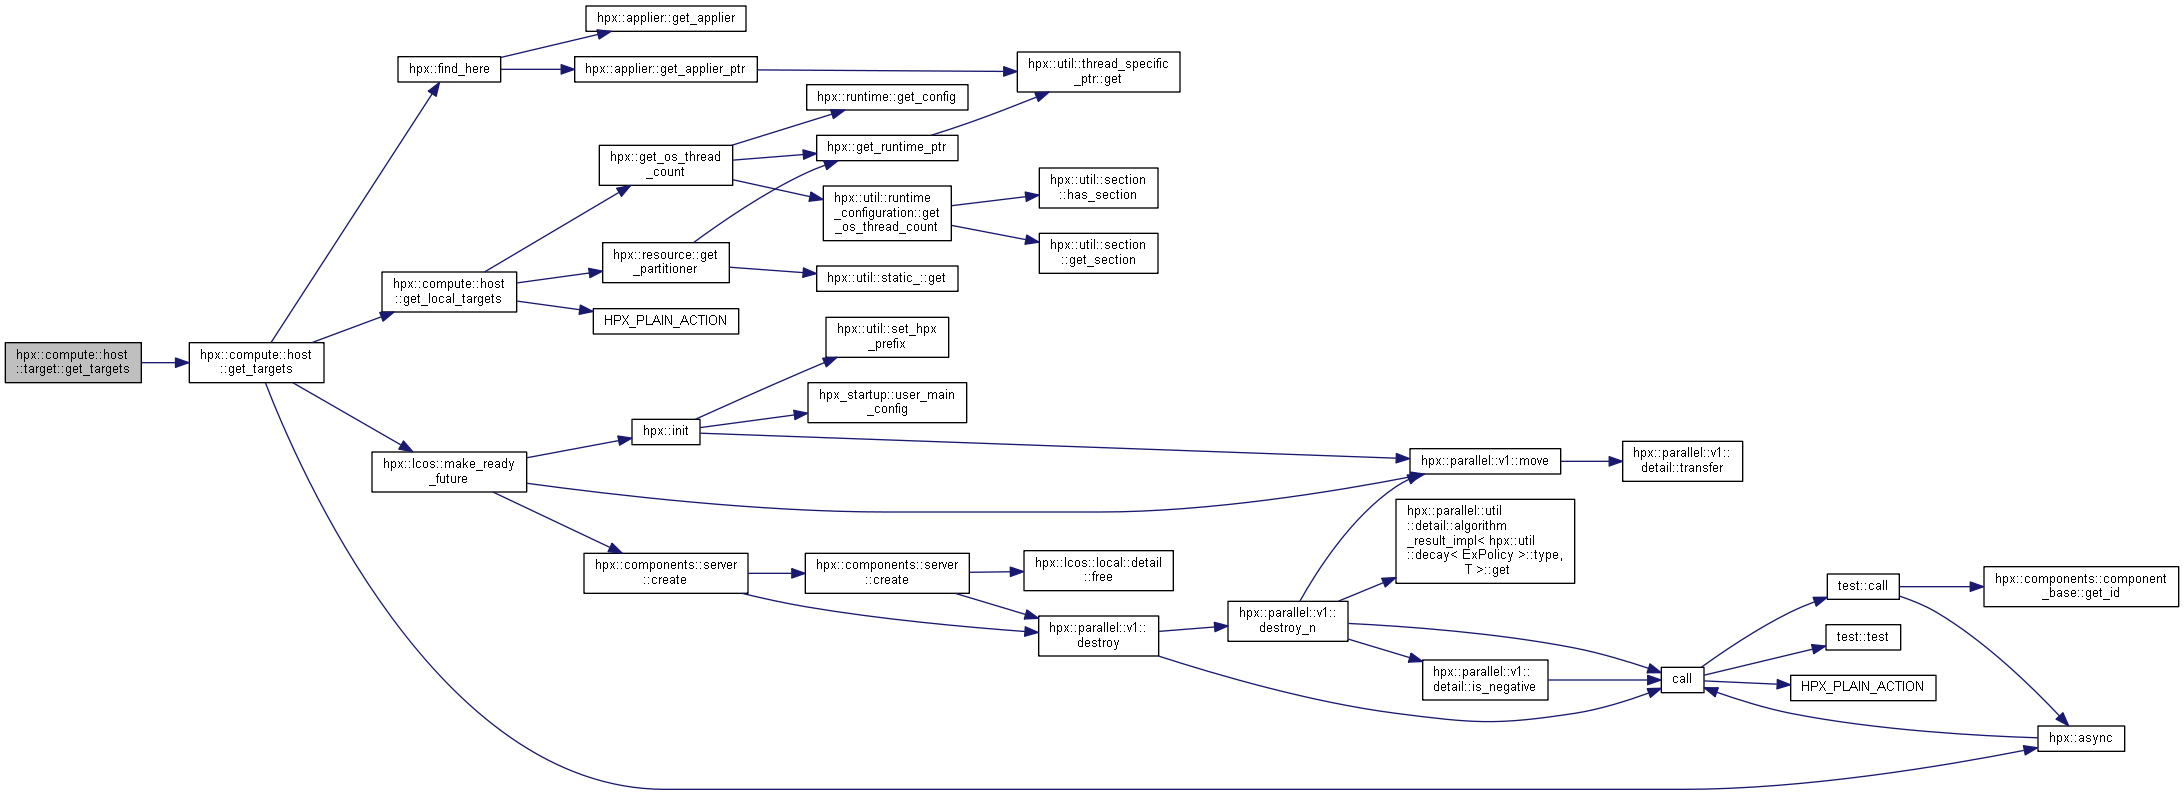 hpx::compute::host
::target::get_targets
hpx::compute::host
::get_targets
hpx::find_here
hpx::applier::get_applier
hpx::applier::get_applier_ptr
hpx::util::thread_specific
_ptr::get
hpx::compute::host
::get_local_targets
hpx::get_os_thread
_count
hpx::runtime::get_config
hpx::get_runtime_ptr
hpx::util::runtime
_configuration::get
_os_thread_count
hpx::util::section
::has_section
hpx::util::section
::get_section
hpx::resource::get
_partitioner
hpx::util::static_::get
HPX_PLAIN_ACTION
hpx::lcos::make_ready
_future
hpx::init
hpx::util::set_hpx
_prefix
hpx_startup::user_main
_config
hpx::parallel::v1::move
hpx::parallel::v1::
detail::transfer
hpx::components::server
::create
hpx::components::server
::create
hpx::lcos::local::detail
::free
hpx::parallel::v1::
destroy
hpx::parallel::v1::
destroy_n
hpx::parallel::util
::detail::algorithm
_result_impl< hpx::util
::decay< ExPolicy >::type,
T >::get
hpx::parallel::v1::
detail::is_negative
call
test::call
hpx::components::component
_base::get_id
test::test
HPX_PLAIN_ACTION
hpx::async